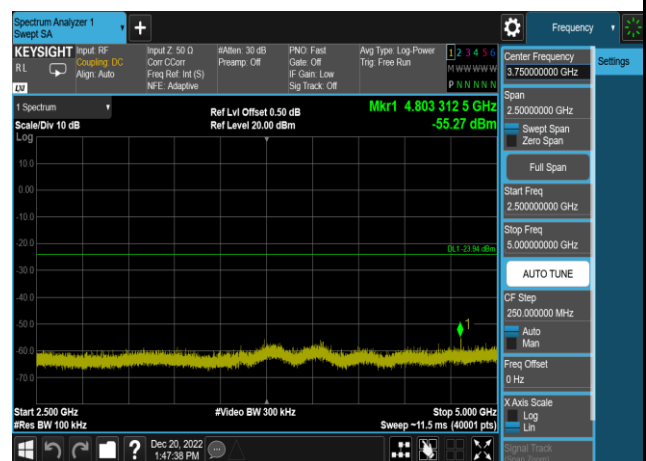 Spectrum Analyzer 1
Swept SA
+
Frequency
KEYSIGHT
RL
LXI
Input: RF
Coupling: DC
Align: Auto
Input Z: 50 Ω
Corr CCorr
Freq Ref: Int (S)
NFE: Adaptive
#Atten: 30 dB
Preamp: Off
PNO: Fast
Gate: Off
IF Gain: Low
Sig Track: Off
Avg Type: Log-Power
Trig: Free Run
1 2 3 4 5 6
M W W W W W
P N N N N N
Center Frequency
3.750000000 GHz
Settings
1 Spectrum
Scale/Div 10 dB
Log
Ref Lvl Offset 0.50 dB
Ref Level 20.00 dBm
Mkr1 4.803 312 5 GHz
-55.27 dBm
10.0
0.00
-10.0
-20.0
-30.0
-40.0
-50.0
-60.0
-70.0
DL1 -23.94 dBm
1
Span
2.50000000 GHz
Swept Span
Zero Span
Full Span
Start Freq
2.500000000 GHz
Stop Freq
5.000000000 GHz
AUTO TUNE
CF Step
250.000000 MHz
Auto
Man
Freq Offset
0 Hz
X Axis Scale
Log
Lin
Signal Track
(Span Zoom)
Start 2.500 GHz
#Res BW 100 kHz
#Video BW 300 kHz
Stop 5.000 GHz
Sweep ~11.5 ms (40001 pts)
?
Dec 20, 2022
1:47:38 PM